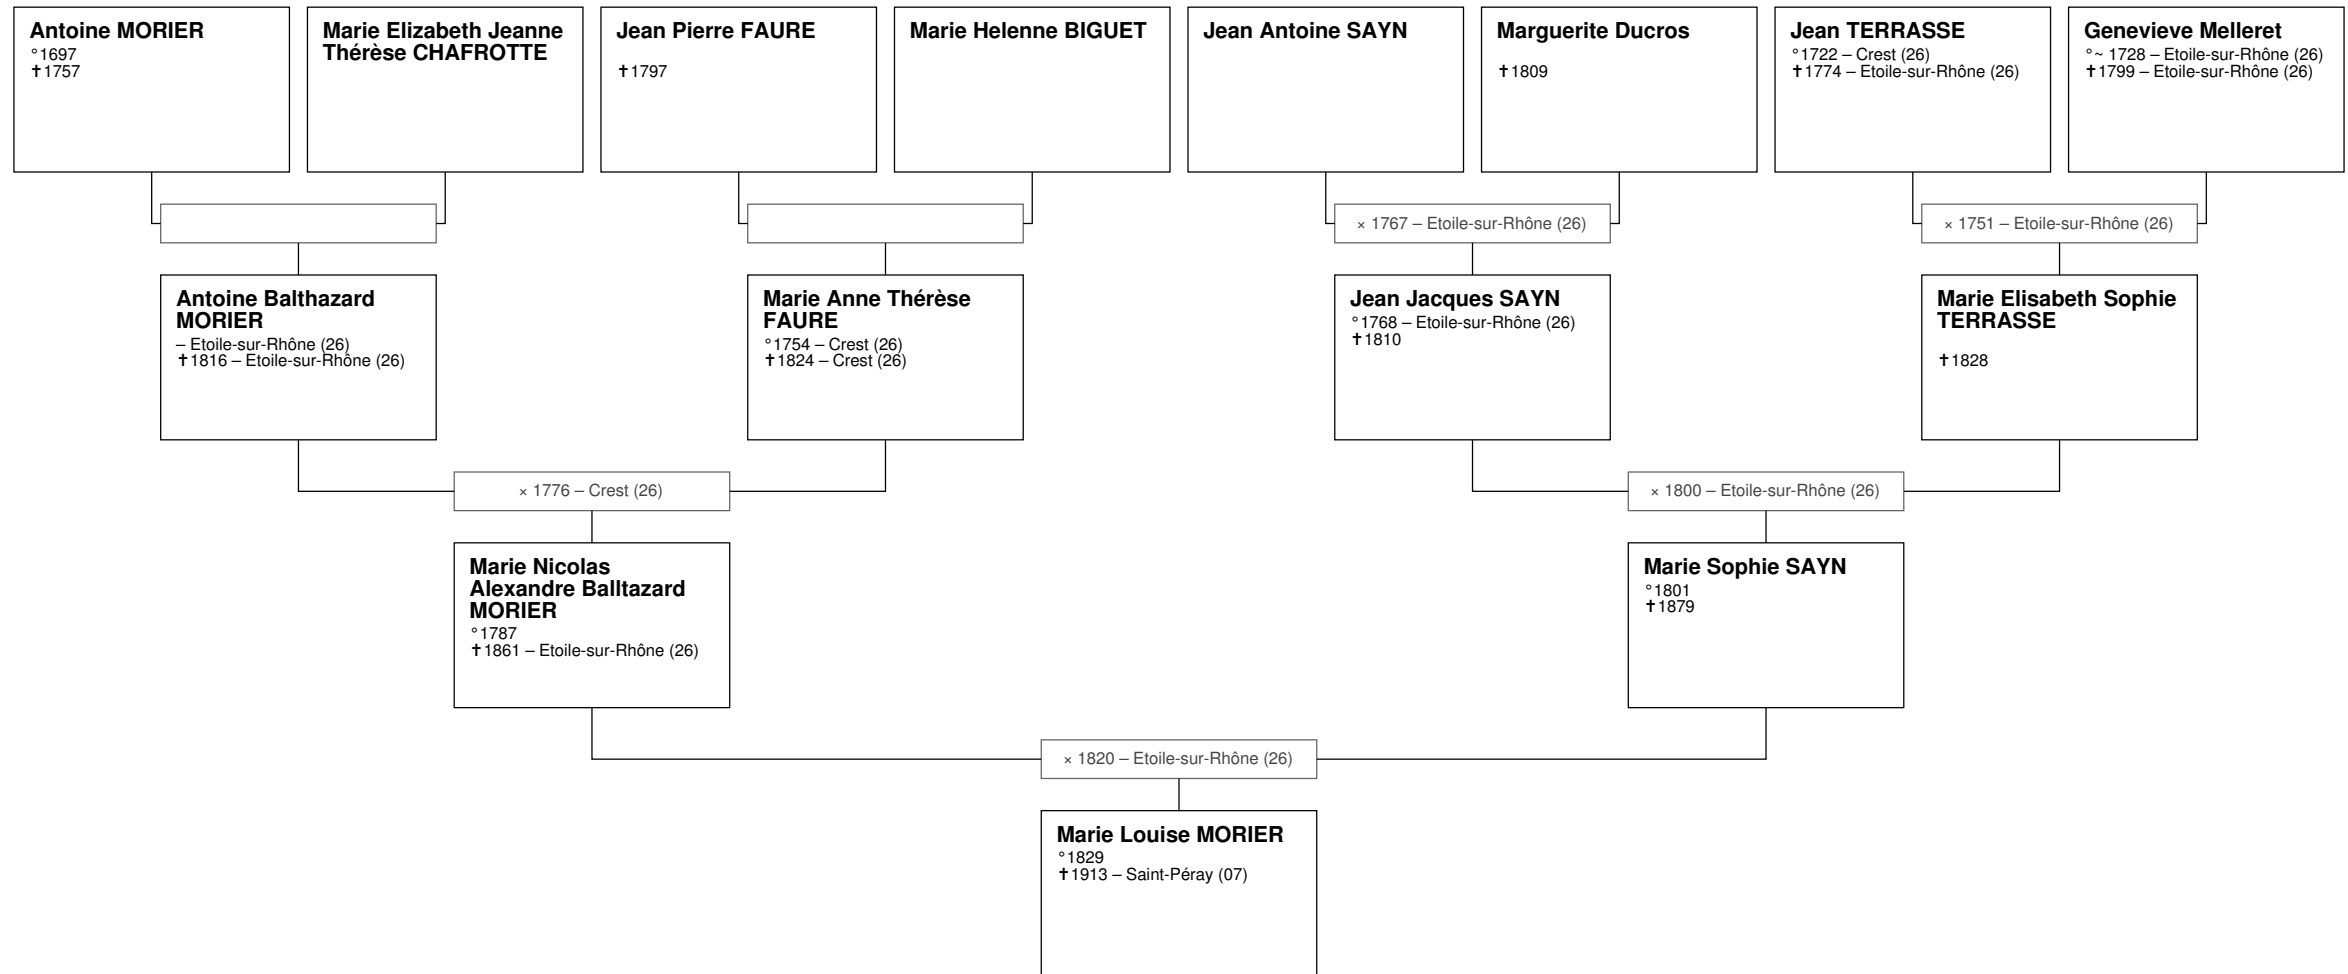 Antoine MORIER
°1697
✝1757
Marie Elizabeth Jeanne
Thérèse CHAFROTTE
Jean Pierre FAURE
✝1797
Marie Helenne BIGUET
Jean Antoine SAYN
Marguerite Ducros
✝1809
Jean TERRASSE
°1722 – Crest (26)
✝1774 – Etoile-sur-Rhône (26)
Genevieve Melleret
°~ 1728 – Etoile-sur-Rhône (26)
✝1799 – Etoile-sur-Rhône (26)
× 1767 – Etoile-sur-Rhône (26)
× 1751 – Etoile-sur-Rhône (26)
Antoine Balthazard
MORIER
– Etoile-sur-Rhône (26)
✝1816 – Etoile-sur-Rhône (26)
Marie Anne Thérèse
FAURE
°1754 – Crest (26)
✝1824 – Crest (26)
Jean Jacques SAYN
°1768 – Etoile-sur-Rhône (26)
✝1810
Marie Elisabeth Sophie
TERRASSE
✝1828
× 1776 – Crest (26)
× 1800 – Etoile-sur-Rhône (26)
Marie Nicolas
Alexandre Balltazard
MORIER
°1787
✝1861 – Etoile-sur-Rhône (26)
Marie Sophie SAYN
°1801
✝1879
× 1820 – Etoile-sur-Rhône (26)
Marie Louise MORIER
°1829
✝1913 – Saint-Péray (07)